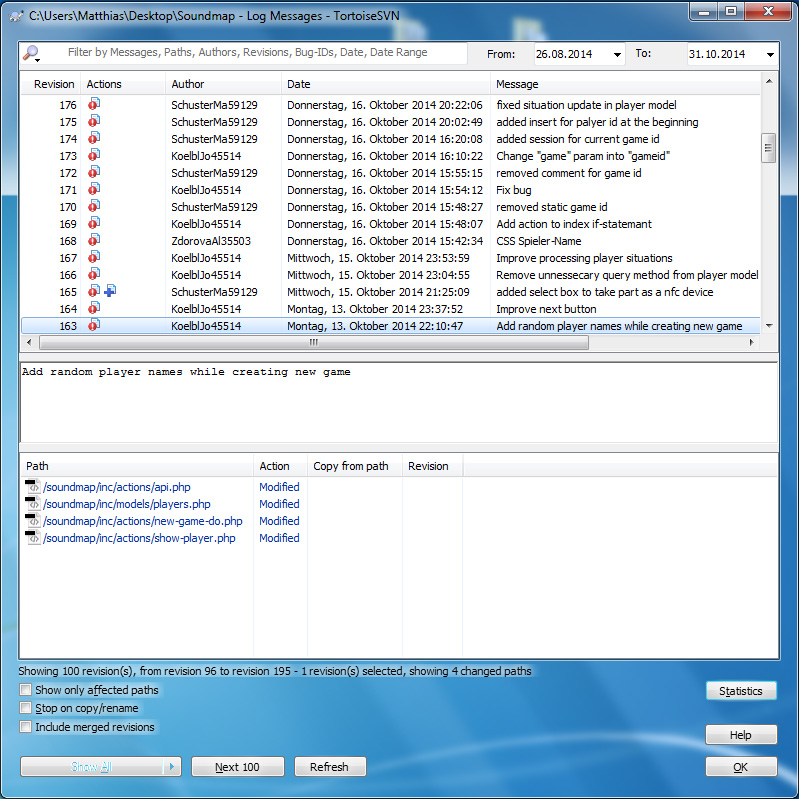 C:\Users\Matthias\Desktop\Soundmap - Log Messages - TortoiseSVN
Filter by Messages, Paths, Authors, Revisions, Bug-IDs, Date, Date Range From: 26.08.2014 To: 31.10.2014
Revision Actions Author Date Message
176 SchusterMa59129 Donnerstag, 16. Oktober 2014 20:22:06 fixed situation update in player model
175 SchusterMa59129 Donnerstag, 16. Oktober 2014 20:02:49 added insert for palyer id at the beginning
174 SchusterMa59129 Donnerstag, 16. Oktober 2014 16:20:08 added session for current game id
173 KoelblJo45514 Donnerstag, 16. Oktober 2014 16:10:22 Change "game" param into "gameid"
172 SchusterMa59129 Donnerstag, 16. Oktober 2014 15:55:15 removed comment for game id
171 KoelblJo45514 Donnerstag, 16. Oktober 2014 15:54:12 Fix bug
170 SchusterMa59129 Donnerstag, 16. Oktober 2014 15:48:27 removed static game id
169 KoelblJo45514 Donnerstag, 16. Oktober 2014 15:48:07 Add action to index if-statemant
168 ZdorovaAl35503 Donnerstag, 16. Oktober 2014 15:42:34 CSS Spieler-Name
167 KoelblJo45514 Mittwoch, 15. Oktober 2014 23:53:59 Improve processing player situations
166 KoelblJo45514 Mittwoch, 15. Oktober 2014 23:04:55 Remove unnessecary query method from player model
165 SchusterMa59129 Mittwoch, 15. Oktober 2014 21:25:09 added select box to take part as a nfc device
164 KoelblJo45514 Montag, 13. Oktober 2014 23:37:52 Improve next button
163 KoelblJo45514 Montag, 13. Oktober 2014 22:10:47 Add random player names while creating new game
Add random player names while creating new game
Path Action Copy from path Revision
/soundmap/inc/actions/api.php Modified
/soundmap/inc/models/players.php Modified
/soundmap/inc/actions/new-game-do.php Modified
/soundmap/inc/actions/show-player.php Modified
Showing 100 revision(s), from revision 96 to revision 195 - 1 revision(s) selected, showing 4 changed paths
Show only affected paths
Statistics
Stop on copy/rename
Include merged revisions
Help
Show All Next 100 Refresh OK